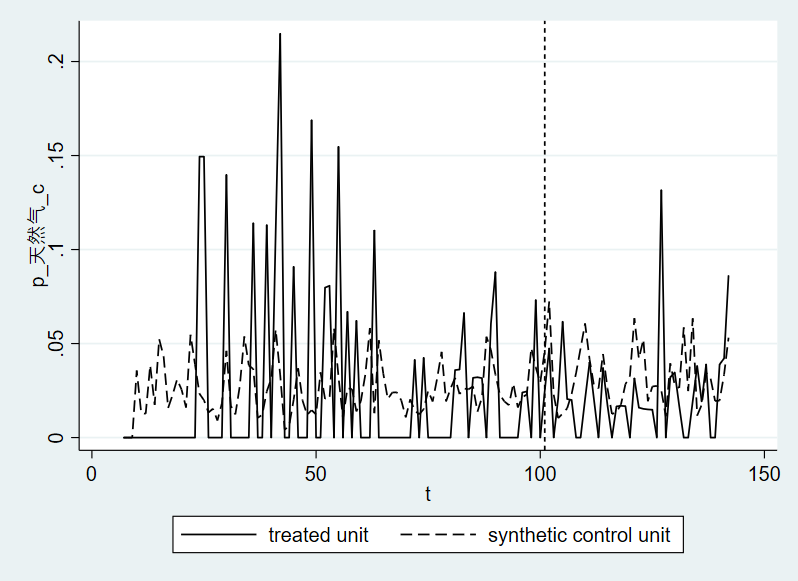 .2
.15
.1
.05
0
p_天然气_c
0
50
100
150
t
treated unit
synthetic control unit